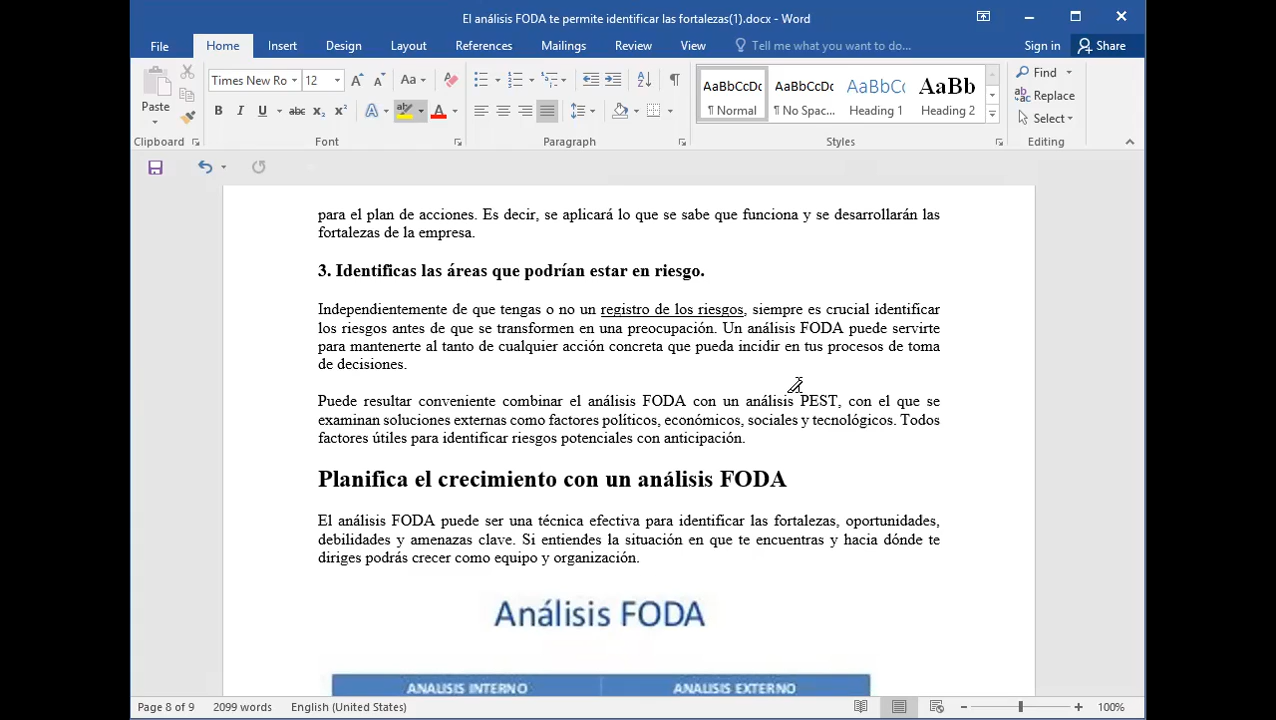 El análisis FODA te permite identificar las fortalezas(1).docx - Word
File Home Insert Design Layout References Mailings Review View Tell me what you want to do... Sign in Share
Paste
Times New Ro 12 Aa
B I U abc x₂ x² A
AaBbCcDc AaBbCcDc AaBbCc AaBb
¶ Normal ¶ No Spac... Heading 1 Heading 2
Find
Replace
Select
Clipboard Font Paragraph Styles Editing
para el plan de acciones. Es decir, se aplicará lo que se sabe que funciona y se desarrollarán las
fortalezas de la empresa.
3. Identificas las áreas que podrían estar en riesgo.
Independientemente de que tengas o no un registro de los riesgos, siempre es crucial identificar
los riesgos antes de que se transformen en una preocupación. Un análisis FODA puede servirte
para mantenerte al tanto de cualquier acción concreta que pueda incidir en tus procesos de toma
de decisiones.
Puede resultar conveniente combinar el análisis FODA con un análisis PEST, con el que se
examinan soluciones externas como factores políticos, económicos, sociales y tecnológicos. Todos
factores útiles para identificar riesgos potenciales con anticipación.
Planifica el crecimiento con un análisis FODA
El análisis FODA puede ser una técnica efectiva para identificar las fortalezas, oportunidades,
debilidades y amenazas clave. Si entiendes la situación en que te encuentras y hacia dónde te
diriges podrás crecer como equipo y organización.
Análisis FODA
ANALISIS INTERNO ANALISIS EXTERNO
Page 8 of 9 2099 words English (United States) 100%